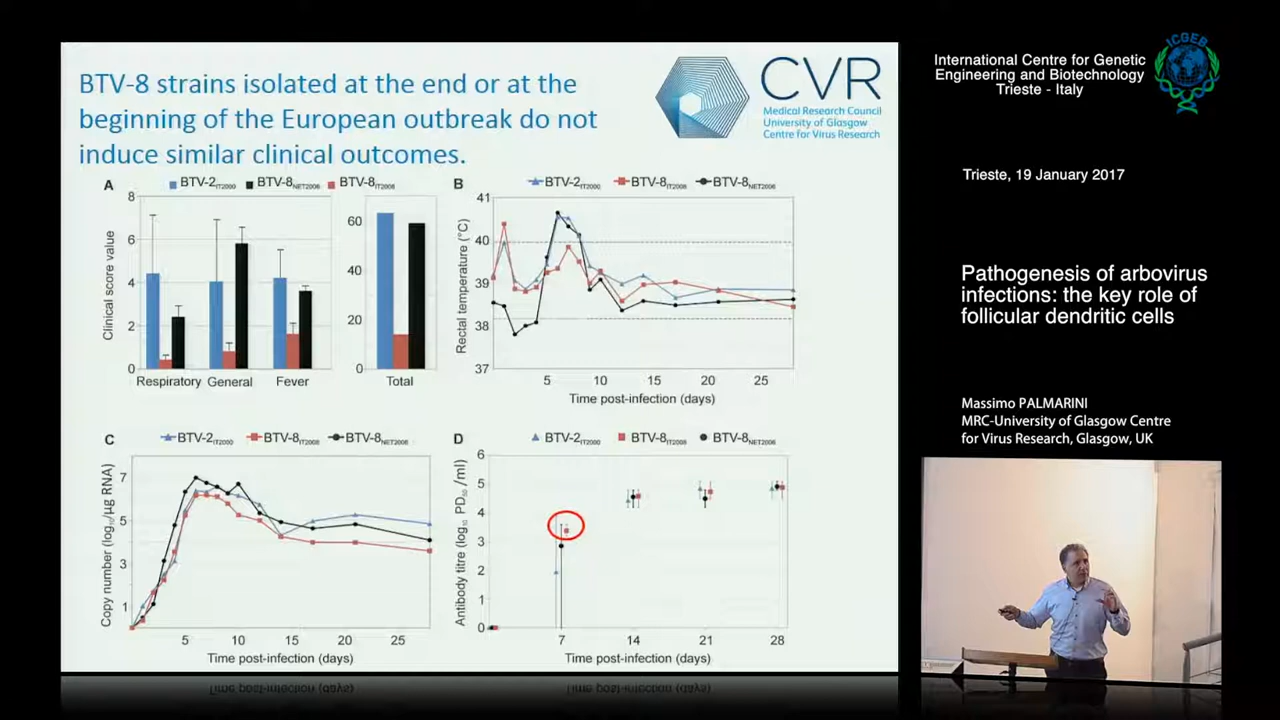 BTV-8 strains isolated at the end or at the
beginning of the European outbreak do not
induce similar clinical outcomes.
CVR
Medical Research Council
University of Glasgow
Centre for Virus Research
A
BTV-2IT2000 BTV-8NET2006 BTV-8IT2008
8
6
4
2
0
Clinical score value
Respiratory General Fever
60
40
20
0
Total
B
BTV-2IT2000 BTV-8IT2008 BTV-8NET2006
41
40
39
38
37
Rectal temperature (°C)
5 10 15 20 25
Time post-infection (days)
C
BTV-2IT2000 BTV-8IT2008 BTV-8NET2006
7
5
3
1
Copy number (log10/µg RNA)
5 10 15 20 25
Time post-infection (days)
D
BTV-2IT2000 BTV-8IT2008 BTV-8NET2006
6
5
4
3
2
1
0
Antibody titre (log10 PD50 /ml)
7 14 21 28
Time post-infection (days)
International Centre for Genetic
Engineering and Biotechnology
Trieste - Italy
ICGEB
Trieste, 19 January 2017
Pathogenesis of arbovirus
infections: the key role of
follicular dendritic cells
Massimo PALMARINI
MRC-University of Glasgow Centre
for Virus Research, Glasgow, UK